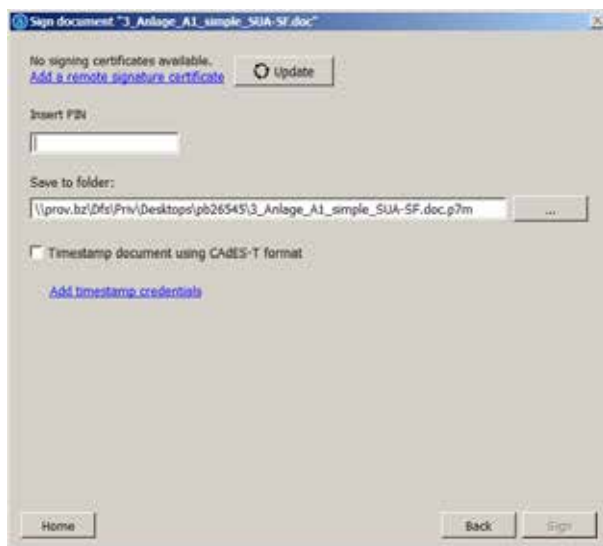 Sign document "3_Anlage_A1_simple_SUA-SF.doc"
No signing certificates available.
Add a remote signature certificate
Update
Insert PIN
Save to folder:
\\prov.bz\Dfs\Priv\Desktops\pb26545\3_Anlage_A1_simple_SUA-SF.doc.p7m
...
Timestamp document using CAdES-T format
Add timestamp credentials
Home
Back
Sign